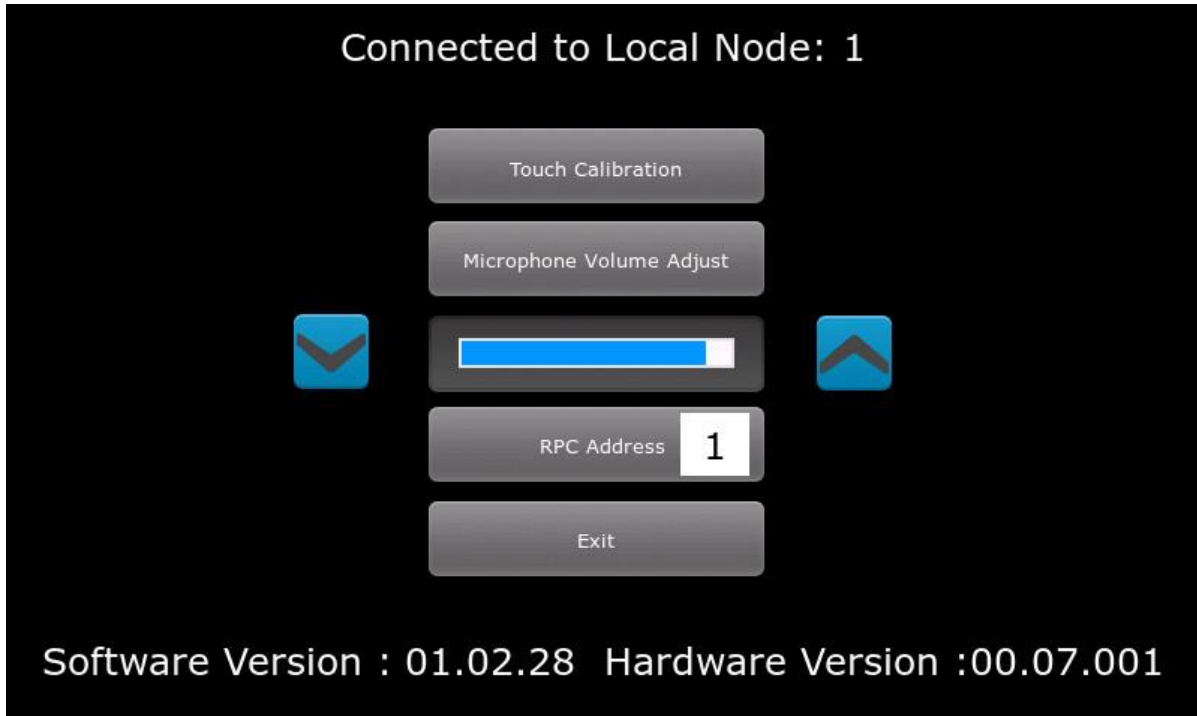 Connected to Local Node: 1
Touch Calibration
Microphone Volume Adjust
RPC Address 1
Exit
Software Version : 01.02.28 Hardware Version :00.07.001